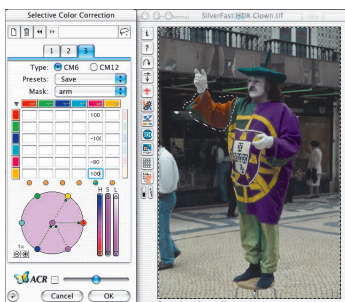 Selective Color Correction
Normal SilverFast HDR Clown.tif
1 2 3
Type: CM6 CM12
Presets: Save
Mask: arm
100
-100
-80
100
H S L
1x
ACR
Cancel OK